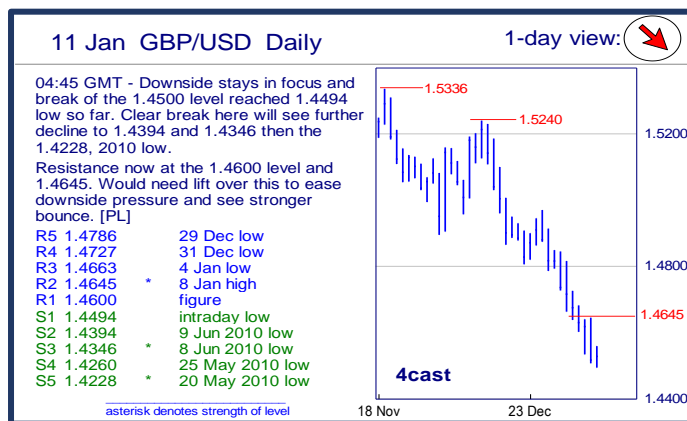 11 Jan GBP/USD Daily
1-day view:
04:45 GMT - Downside stays in focus and
break of the 1.4500 level reached 1.4494
low so far. Clear break here will see further
decline to 1.4394 and 1.4346 then the
1.4228, 2010 low.
Resistance now at the 1.4600 level and
1.4645. Would need lift over this to ease
downside pressure and see stronger
bounce. [PL]
R5 1.4786 29 Dec low
R4 1.4727 31 Dec low
R3 1.4663 4 Jan low
R2 1.4645 * 8 Jan high
R1 1.4600 figure
S1 1.4494 intraday low
S2 1.4394 9 Jun 2010 low
S3 1.4346 * 8 Jun 2010 low
S4 1.4260 25 May 2010 low
S5 1.4228 * 20 May 2010 low
asterisk denotes strength of level
1.5336
1.5240
1.5200
1.4800
1.4645
1.4400
4cast
18 Nov 23 Dec